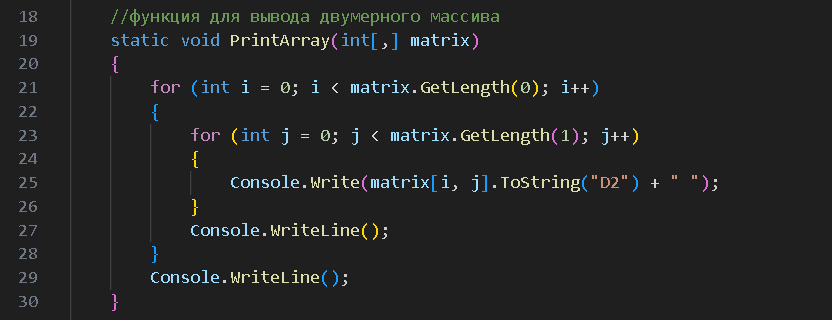 18 //функция для вывода двумерного массива
19 static void PrintArray(int[,] matrix)
20 {
21 for (int i = 0; i < matrix.GetLength(0); i++)
22 {
23 for (int j = 0; j < matrix.GetLength(1); j++)
24 {
25 Console.Write(matrix[i, j].ToString("D2") + " ");
26 }
27 Console.WriteLine();
28 }
29 Console.WriteLine();
30 }